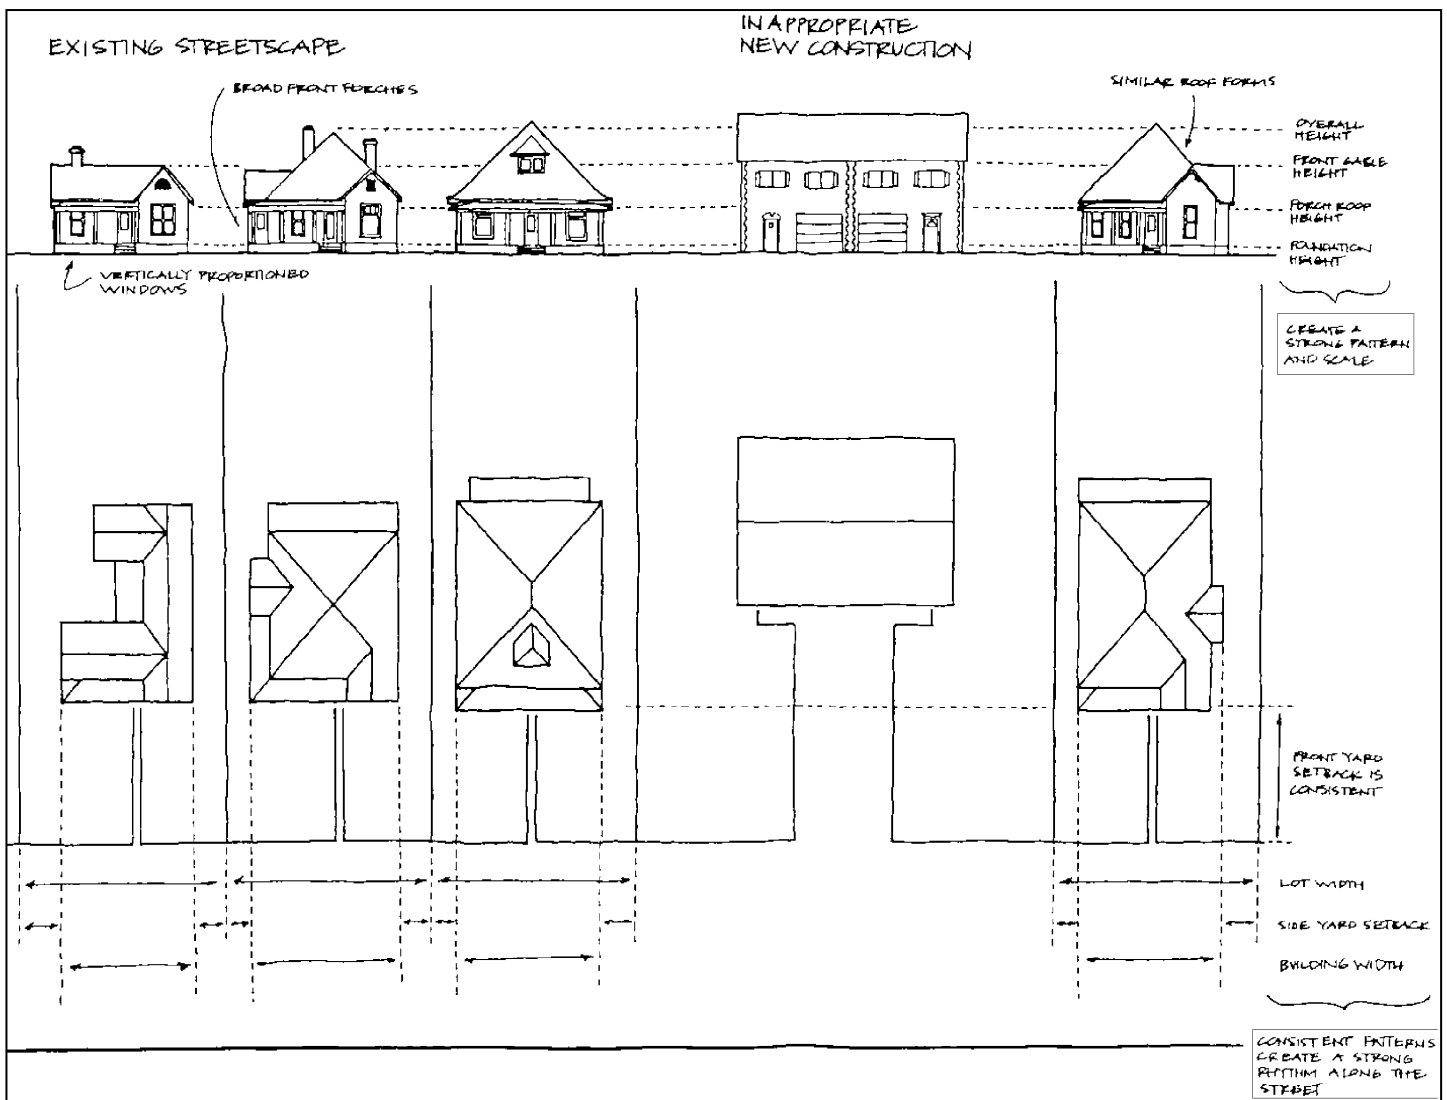 EXISTING STREETSCAPE
INAPPROPRIATE
NEW CONSTRUCTION
BROAD FRONT PORCHES
SIMILAR ROOF FORMS
OVERALL
HEIGHT
FRONT GABLE
HEIGHT
PORCH ROOF
HEIGHT
FOUNDATION
HEIGHT
VERTICALLY PROPORTIONED
WINDOWS
CREATE A
STRONG PATTERN
AND SCALE
FRONT YARD
SETBACK IS
CONSISTENT
LOT WIDTH
SIDE YARD SETBACK
BUILDING WIDTH
CONSISTENT PATTERNS
CREATE A STRONG
RHYTHM ALONG THE
STREET